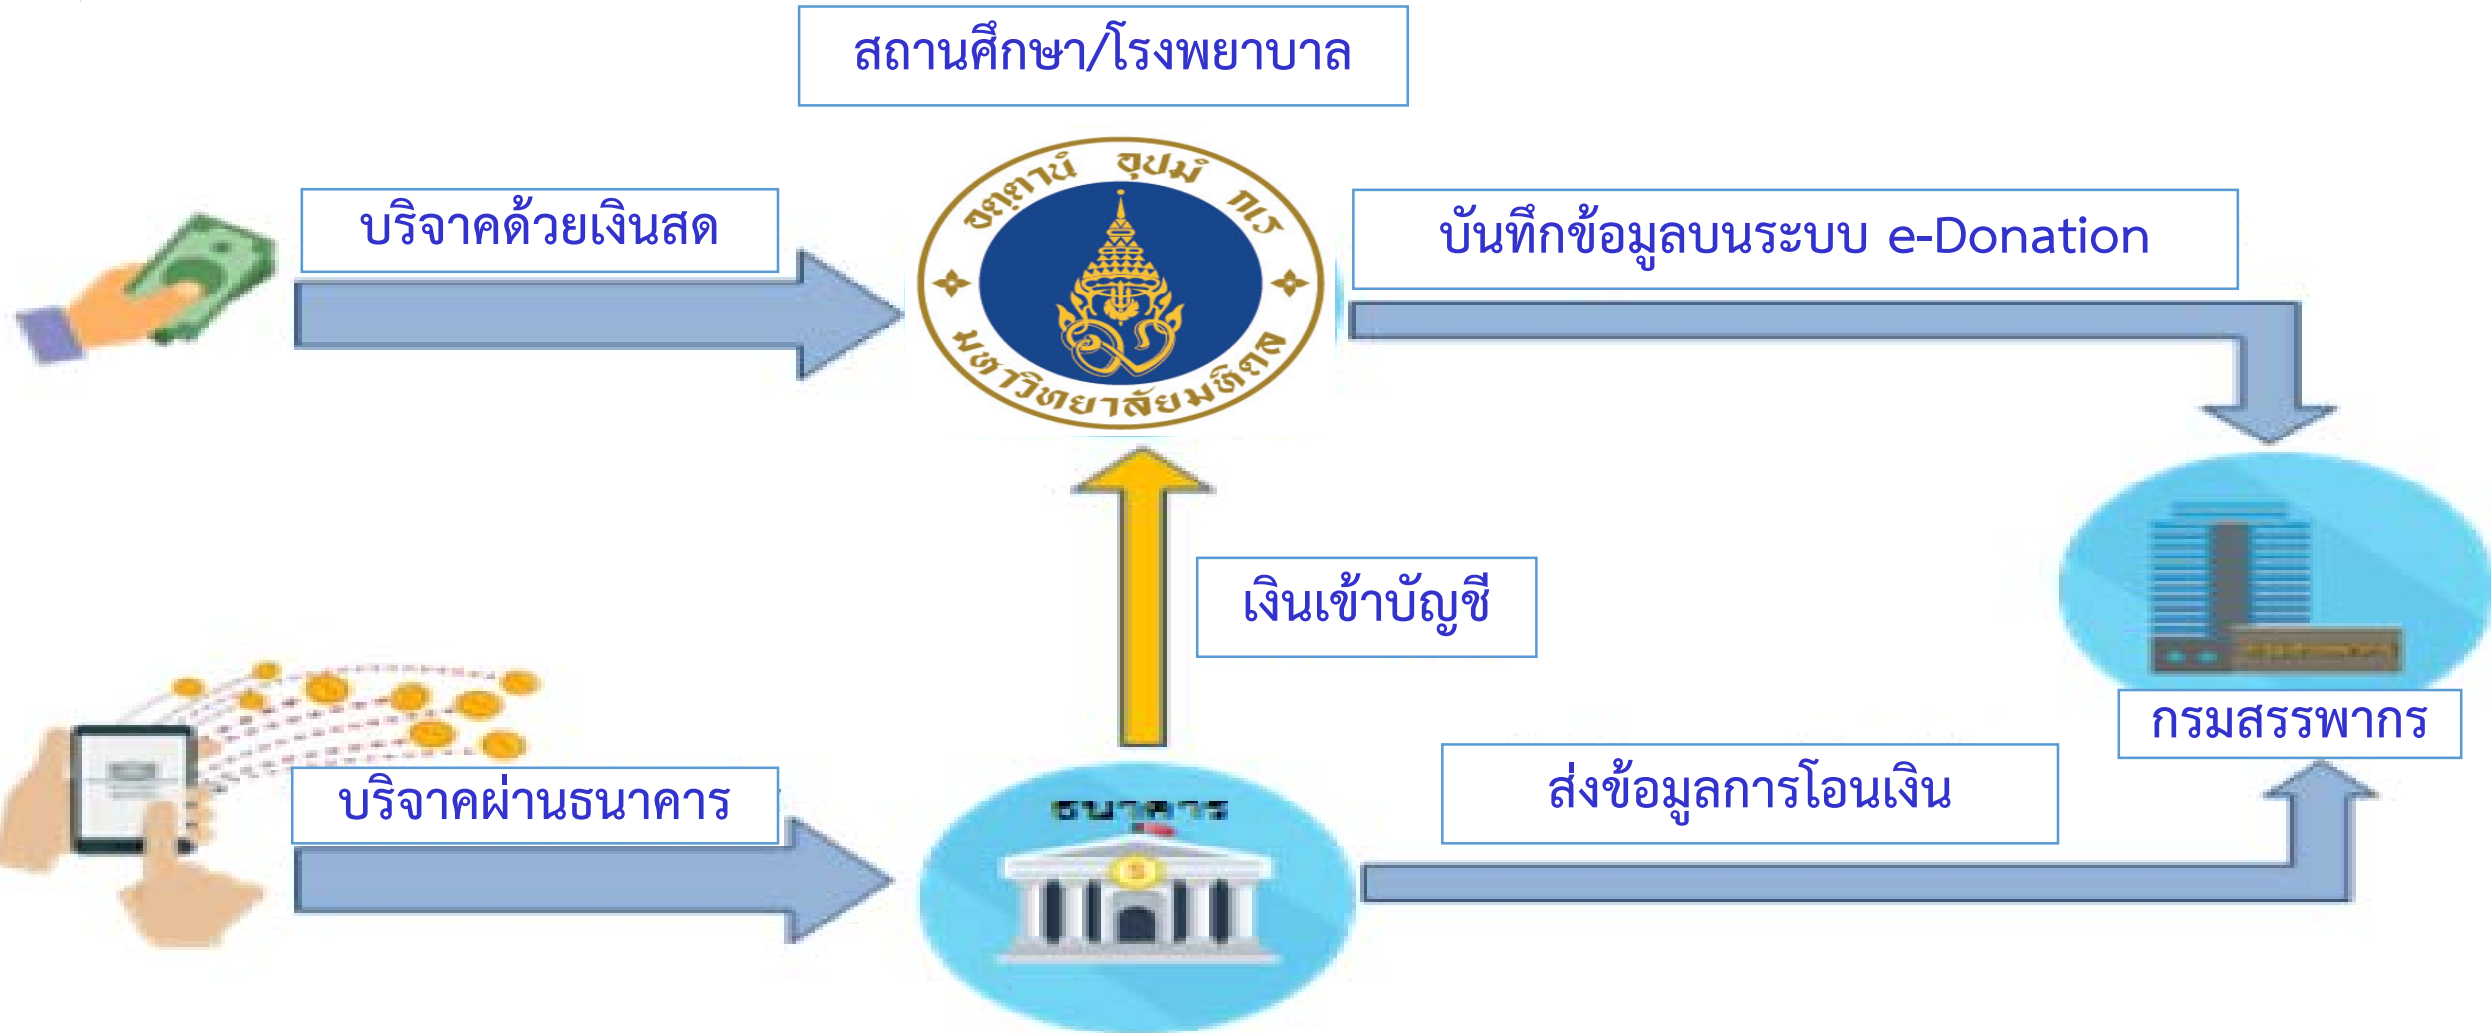 สถานศึกษา/โรงพยาบาล
อตฺตานํ อุปมํ กเร
มหาวิทยาลัยมหิดล
บริจาคด้วยเงินสด
บันทึกข้อมูลบนระบบ e-Donation
เงินเข้าบัญชี
กรมสรรพากร
บริจาคผ่านธนาคาร
ส่งข้อมูลการโอนเงิน
ธนาคาร